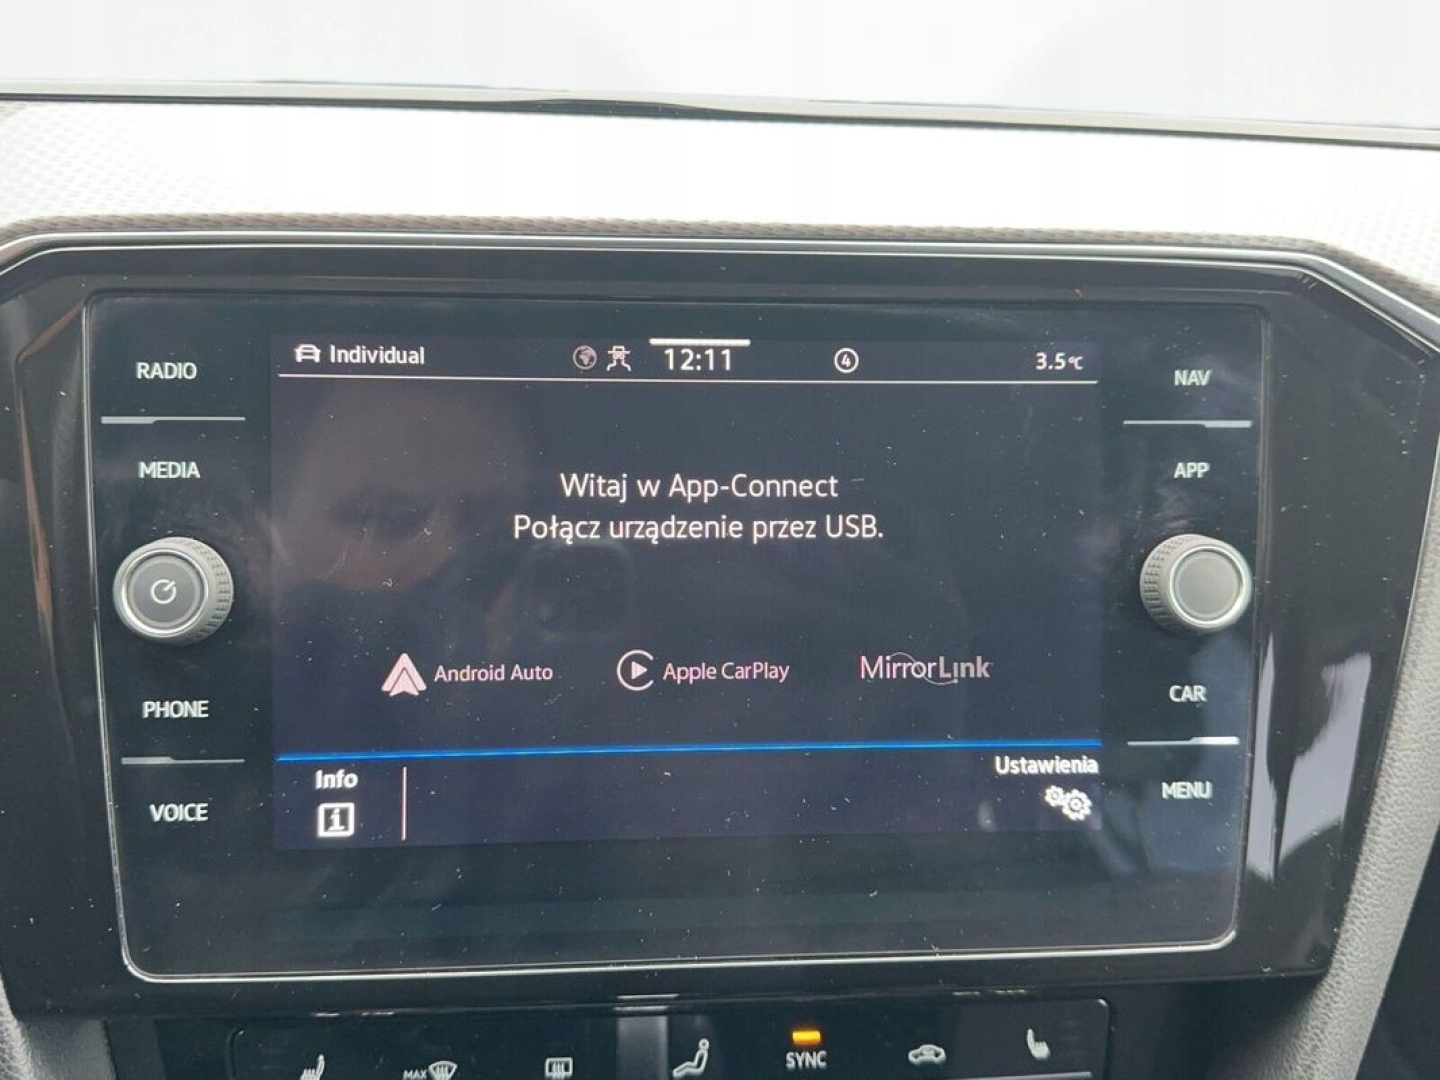 RADIO
MEDIA
PHONE
VOICE
Individual
12:11
4
3.5°C
Witaj w App-Connect
Połącz urządzenie przez USB.
Android Auto
Apple CarPlay
MirrorLink
Info
i
Ustawienia
NAV
APP
CAR
MENU
MAX
SYNC